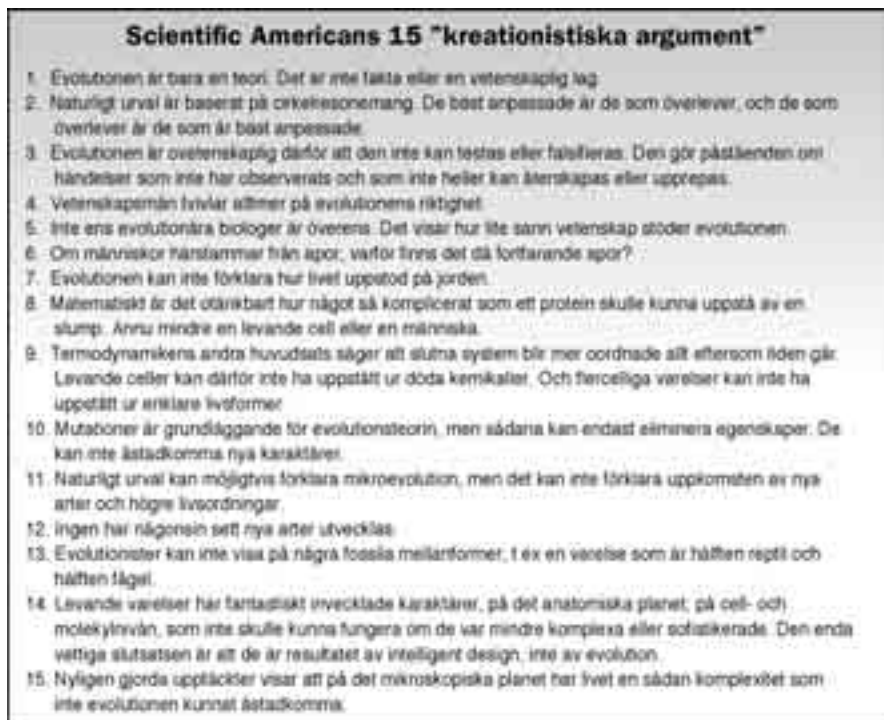 Scientific Americans 15 "kreationistiska argument"
1. Evolutionen är bara en teori. Det är inte fakta eller en vetenskaplig lag.
2. Naturligt urval är baserat på cirkelresonemang. De bäst anpassade är de som överlever, och de som
överlever är de som är bäst anpassade.
3. Evolutionen är ovetenskaplig därför att den inte kan testas eller falsifieras. Den gör påståenden om
händelser som inte har observerats och som inte heller kan återskapas eller upprepas.
4. Vetenskapsmän tvivlar alltmer på evolutionens riktighet.
5. Inte ens evolutionära biologer är överens. Det visar hur lite sann vetenskap stöder evolutionen.
6. Om människor härstammar från apor, varför finns det då fortfarande apor?
7. Evolutionen kan inte förklara hur livet uppstod på jorden.
8. Matematiskt är det otänkbart hur något så komplicerat som ett protein skulle kunna uppstå av en
slump. Ännu mindre en levande cell eller en människa.
9. Termodynamikens andra huvudsats säger att slutna system blir mer oordnade allt eftersom tiden går.
Levande celler kan därför inte ha uppstått ur döda kemikalier. Och flercelliga varelser kan inte ha
uppstått ur enklare livsformer.
10. Mutationer är grundläggande för evolutionsteorin, men sådana kan endast eliminera egenskaper. De
kan inte åstadkomma nya karaktärer.
11. Naturligt urval kan möjligtvis förklara mikroevolution, men det kan inte förklara uppkomsten av nya
arter och högre livsordningar.
12. Ingen har någonsin sett nya arter utvecklas.
13. Evolutionister kan inte visa på några fossila mellanformer, t ex en varelse som är hälften reptil och
hälften fågel.
14. Levande varelser har fantastiskt invecklade karaktärer, på det anatomiska planet, på cell- och
molekylnivån, som inte skulle kunna fungera om de var mindre komplexa eller sofistikerade. Den enda
vettiga slutsatsen är att de är resultatet av intelligent design, inte av evolution.
15. Nyligen gjorda upptäckter visar att på det mikroskopiska planet har livet en sådan komplexitet som
inte evolutionen kunnat åstadkomma.